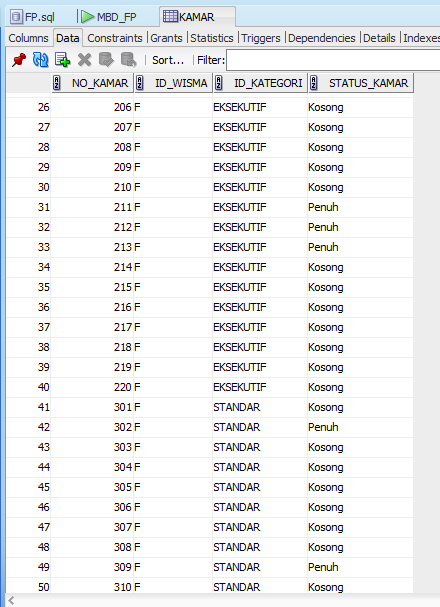 FP.sql MBD_FP KAMAR
Columns Data Constraints Grants Statistics Triggers Dependencies Details Indexes
Sort... Filter:
NO_KAMAR ID_WISMA ID_KATEGORI STATUS_KAMAR
26 206 F EKSEKUTIF Kosong
27 207 F EKSEKUTIF Kosong
28 208 F EKSEKUTIF Kosong
29 209 F EKSEKUTIF Kosong
30 210 F EKSEKUTIF Kosong
31 211 F EKSEKUTIF Penuh
32 212 F EKSEKUTIF Penuh
33 213 F EKSEKUTIF Penuh
34 214 F EKSEKUTIF Kosong
35 215 F EKSEKUTIF Kosong
36 216 F EKSEKUTIF Kosong
37 217 F EKSEKUTIF Kosong
38 218 F EKSEKUTIF Kosong
39 219 F EKSEKUTIF Kosong
40 220 F EKSEKUTIF Kosong
41 301 F STANDAR Kosong
42 302 F STANDAR Penuh
43 303 F STANDAR Kosong
44 304 F STANDAR Kosong
45 305 F STANDAR Kosong
46 306 F STANDAR Kosong
47 307 F STANDAR Kosong
48 308 F STANDAR Kosong
49 309 F STANDAR Penuh
50 310 F STANDAR Kosong